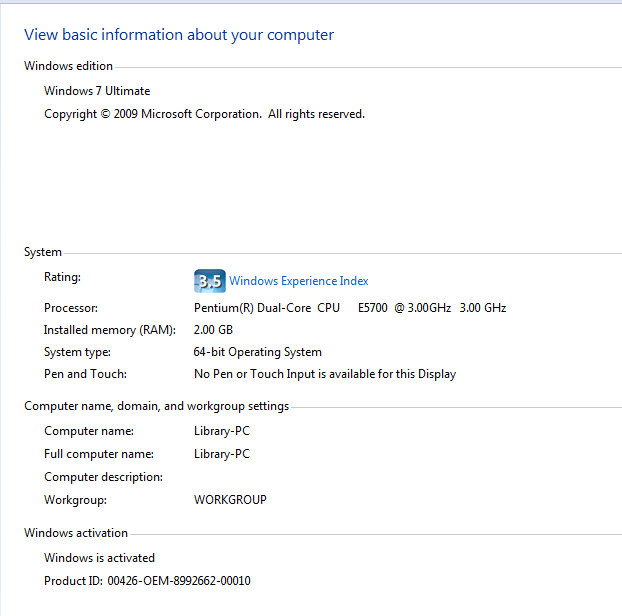 View basic information about your computer
Windows edition
Windows 7 Ultimate
Copyright © 2009 Microsoft Corporation. All rights reserved.
System
Rating: 3.5 Windows Experience Index
Processor: Pentium(R) Dual-Core CPU E5700 @ 3.00GHz 3.00 GHz
Installed memory (RAM): 2.00 GB
System type: 64-bit Operating System
Pen and Touch: No Pen or Touch Input is available for this Display
Computer name, domain, and workgroup settings
Computer name: Library-PC
Full computer name: Library-PC
Computer description:
Workgroup: WORKGROUP
Windows activation
Windows is activated
Product ID: 00426-OEM-8992662-00010